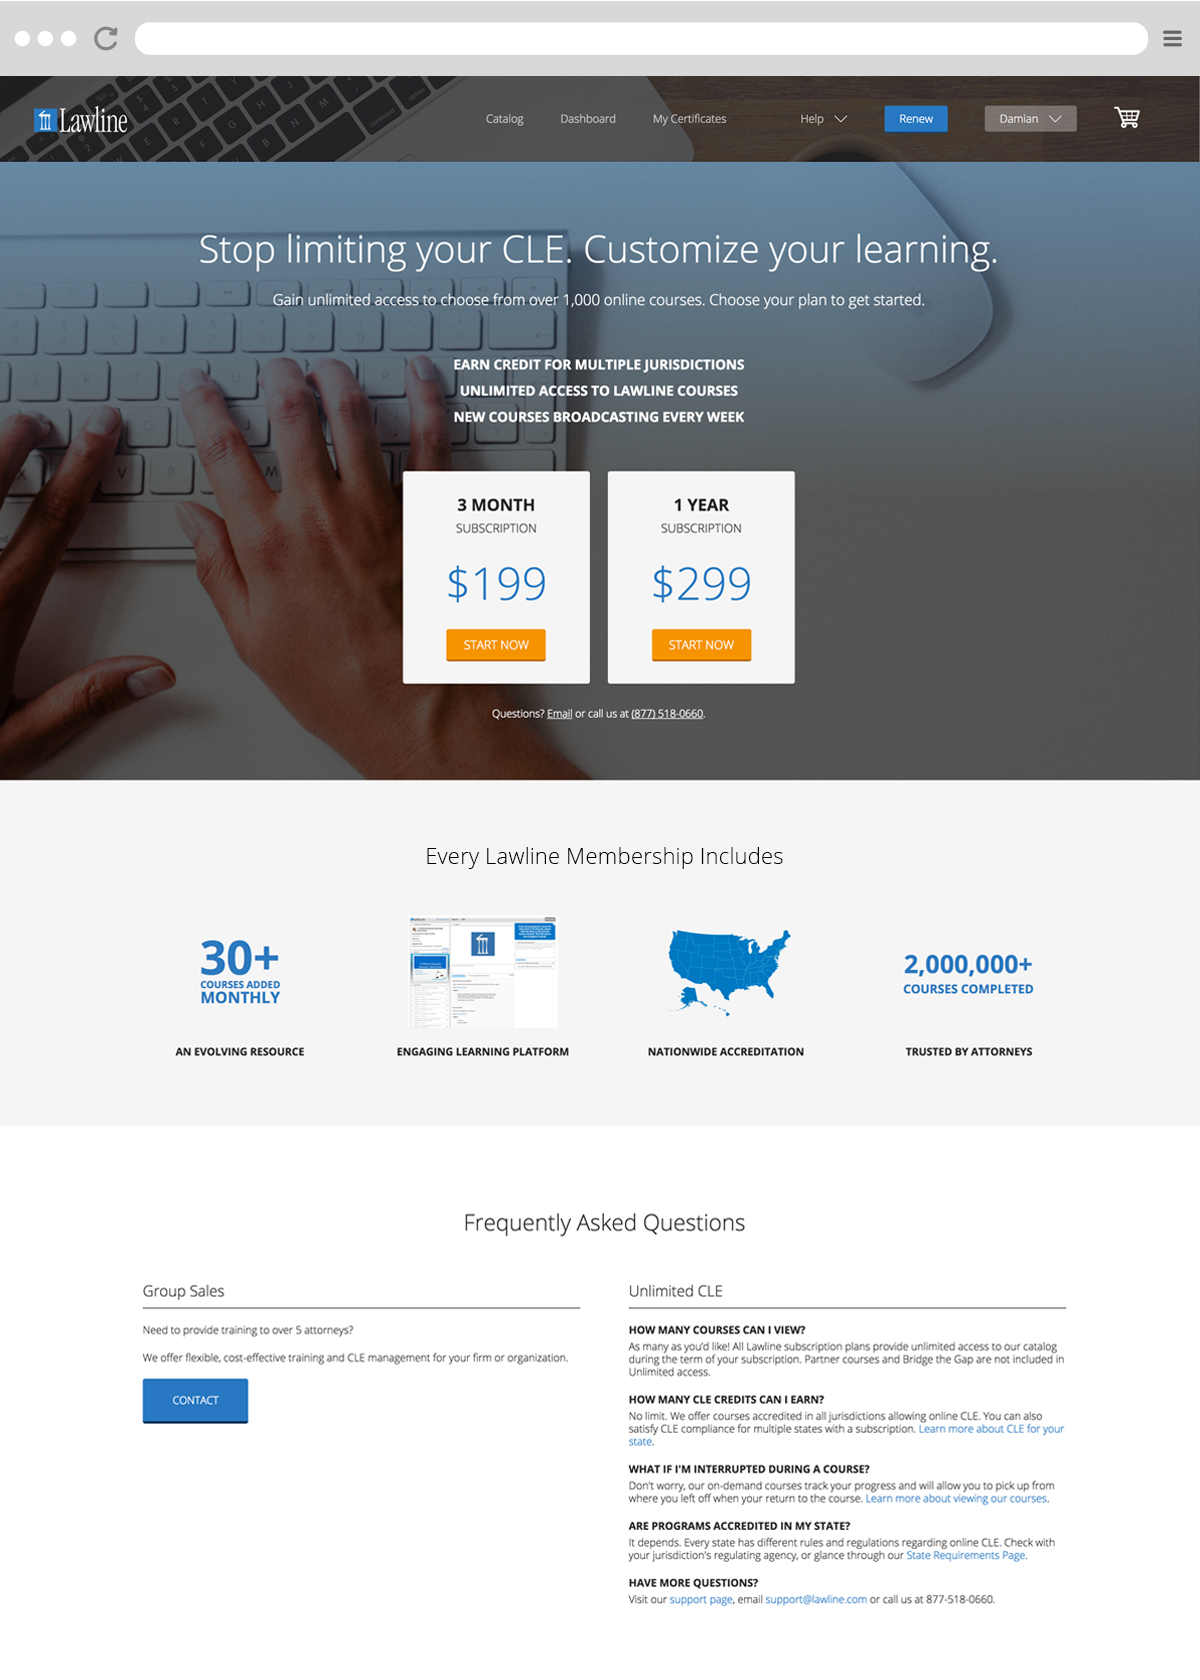 Lawline
Catalog
Dashboard
My Certificates
Help
Renew
Damian
Stop limiting your CLE. Customize your learning.
Gain unlimited access to choose from over 1,000 online courses. Choose your plan to get started.
EARN CREDIT FOR MULTIPLE JURISDICTIONS
UNLIMITED ACCESS TO LAWLINE COURSES
NEW COURSES BROADCASTING EVERY WEEK
3 MONTH
SUBSCRIPTION
$199
START NOW
1 YEAR
SUBSCRIPTION
$299
START NOW
Questions? Email or call us at (877) 518-0660.
Every Lawline Membership Includes
30+
COURSES ADDED
MONTHLY
AN EVOLVING RESOURCE
ENGAGING LEARNING PLATFORM
NATIONWIDE ACCREDITATION
2,000,000+
COURSES COMPLETED
TRUSTED BY ATTORNEYS
Frequently Asked Questions
Group Sales
Need to provide training to over 5 attorneys?
We offer flexible, cost-effective training and CLE management for your firm or organization.
CONTACT
Unlimited CLE
HOW MANY COURSES CAN I VIEW?
As many as you'd like! All Lawline subscription plans provide unlimited access to our catalog
during the term of your subscription. Partner courses and Bridge the Gap are not included in
Unlimited access.
HOW MANY CLE CREDITS CAN I EARN?
No limit. We offer courses accredited in all jurisdictions allowing online CLE. You can also
satisfy CLE compliance for multiple states with a subscription. Learn more about CLE for your
state.
WHAT IF I'M INTERRUPTED DURING A COURSE?
Don't worry, our on-demand courses track your progress and will allow you to pick up from
where you left off when your return to the course. Learn more about viewing our courses.
ARE PROGRAMS ACCREDITED IN MY STATE?
It depends. Every state has different rules and regulations regarding online CLE. Check with
your jurisdiction's regulating agency, or glance through our State Requirements Page.
HAVE MORE QUESTIONS?
Visit our support page, email support@lawline.com or call us at 877-518-0660.